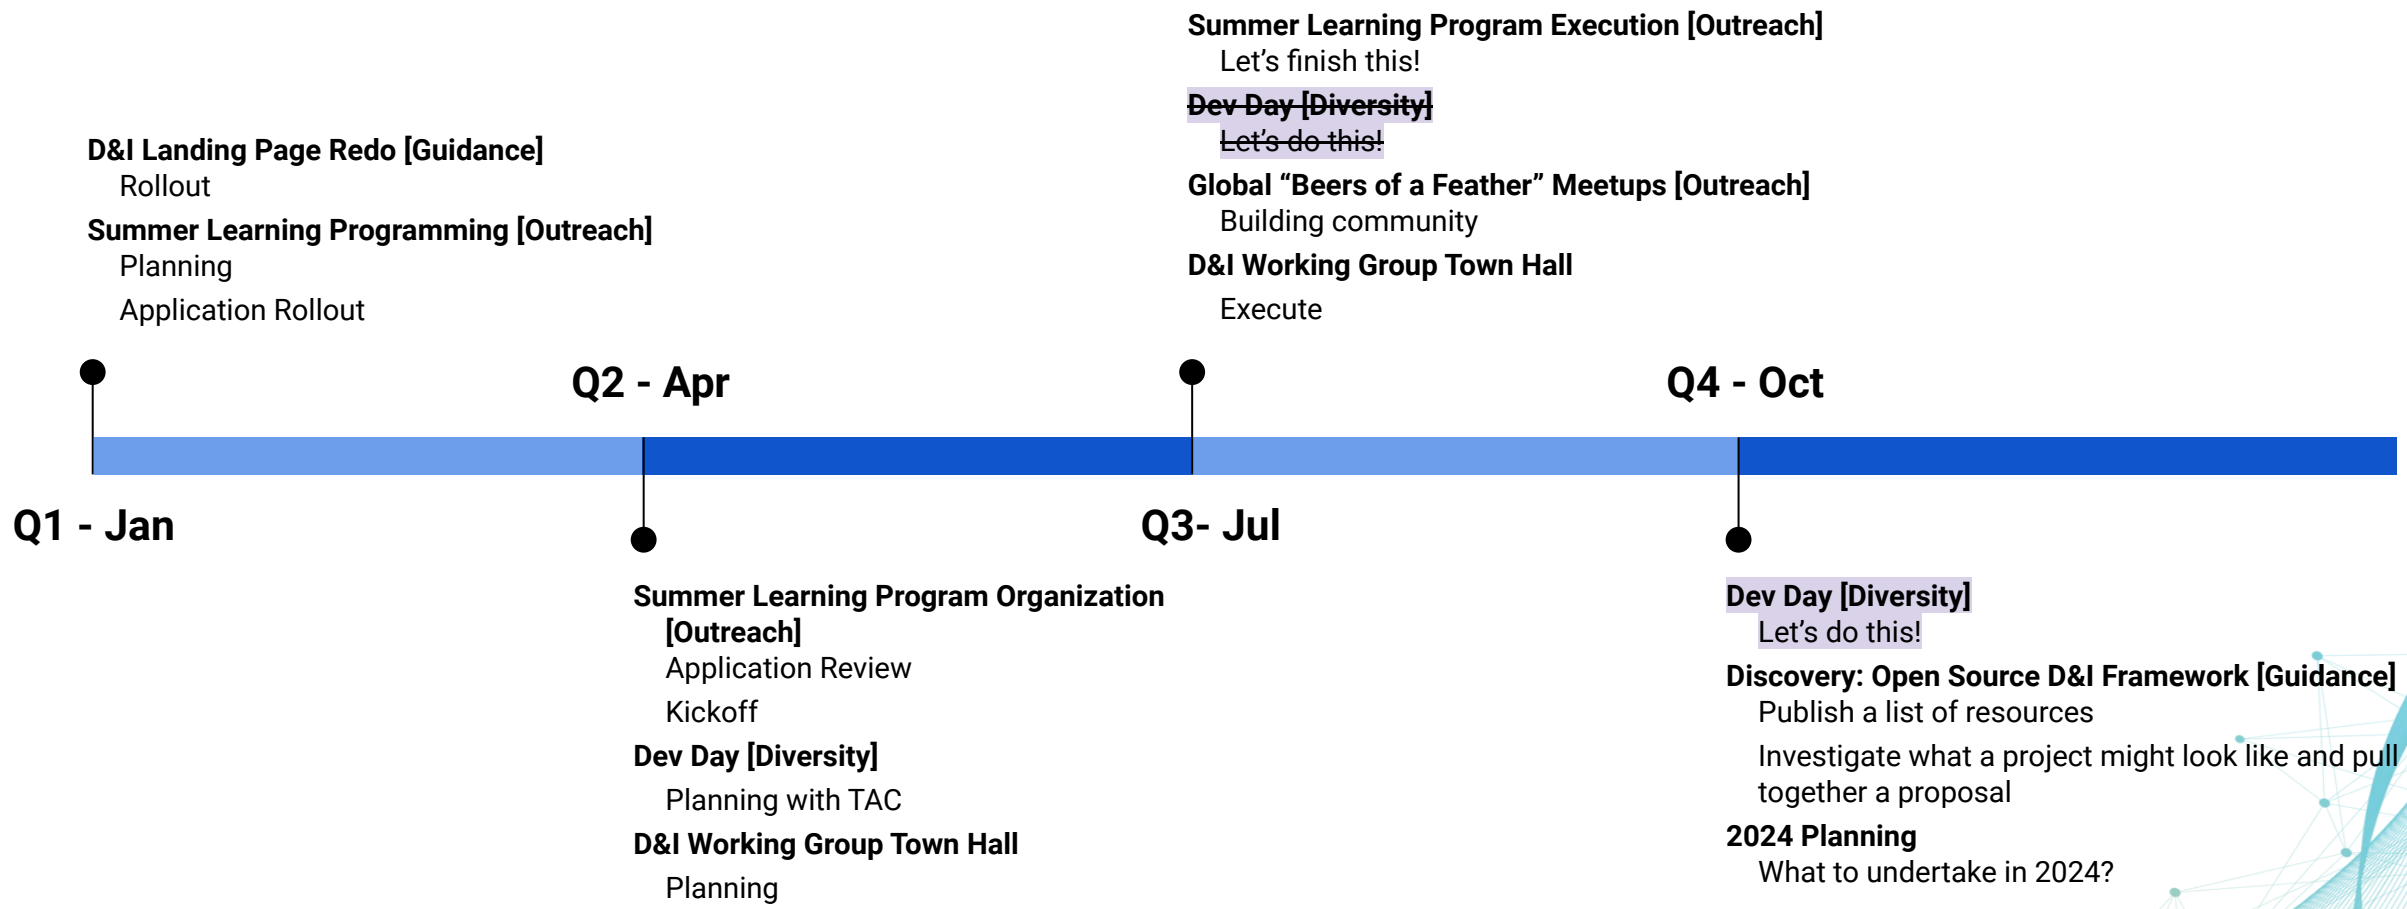 D&I Landing Page Redo [Guidance]
Rollout
Summer Learning Programming [Outreach]
Planning
Application Rollout
Q1 - Jan
Q2 - Apr
Summer Learning Program Organization
[Outreach]
Application Review
Kickoff
Dev Day [Diversity]
Planning with TAC
D&I Working Group Town Hall
Planning
Summer Learning Program Execution [Outreach]
Let’s finish this!
Dev Day [Diversity]
Let’s do this!
Global “Beers of a Feather” Meetups [Outreach]
Building community
D&I Working Group Town Hall
Execute
Q3- Jul
Q4 - Oct
Dev Day [Diversity]
Let’s do this!
Discovery: Open Source D&I Framework [Guidance]
Publish a list of resources
Investigate what a project might look like and pull
together a proposal
2024 Planning
What to undertake in 2024?